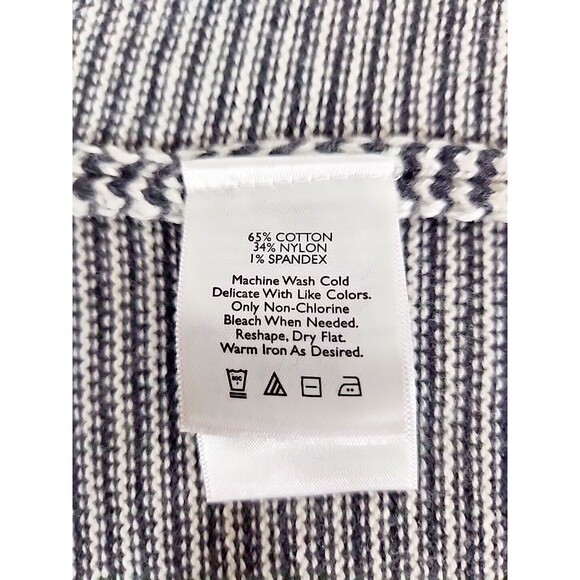 65% COTTON
34% NYLON
1% SPANDEX
Machine Wash Cold
Delicate With Like Colors.
Only Non-Chlorine
Bleach When Needed.
Reshape, Dry Flat.
Warm Iron As Desired.